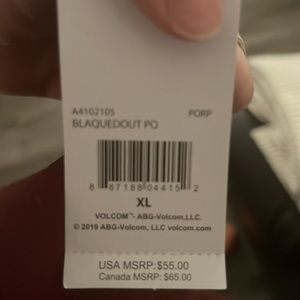 A4102105 PORP
BLAQUEDOUT PO
8 87188 04415 2
XL
VOLCOM™- ABG-Volcom,LLC.
© 2019 ABG-Volcom, LLC volcom.com
USA MSRP: $55.00
Canada MSRP: $65.00